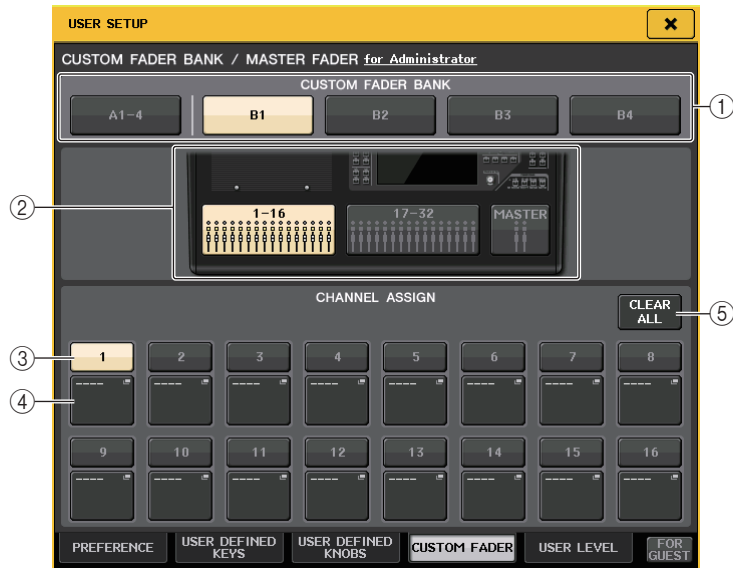 USER SETUP
CUSTOM FADER BANK / MASTER FADER for Administrator
CUSTOM FADER BANK
A1-4 B1 B2 B3 B4
①
②
1-16 17-32 MASTER
CHANNEL ASSIGN
CLEAR ALL
⑤
③
1 2 3 4 5 6 7 8
④
---- ---- ---- ---- ---- ---- ---- ----
9 10 11 12 13 14 15 16
---- ---- ---- ---- ---- ---- ---- ----
PREFERENCE USER DEFINED KEYS USER DEFINED KNOBS CUSTOM FADER USER LEVEL FOR GUEST